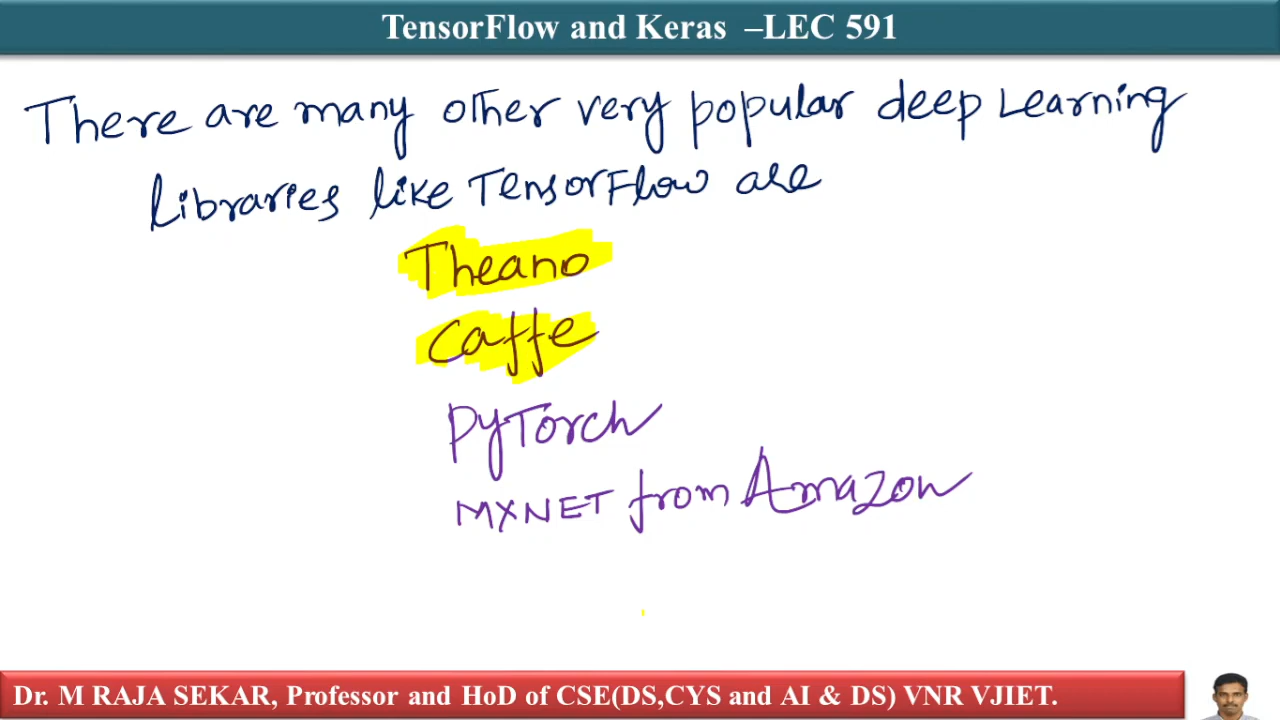 TensorFlow and Keras –LEC 591
There are many other very popular deep Learning
libraries like TensorFlow are
Theano
Caffe
PyTorch
MXNET from Amazon
Dr. M RAJA SEKAR, Professor and HoD of CSE(DS,CYS and AI & DS) VNR VJIET.